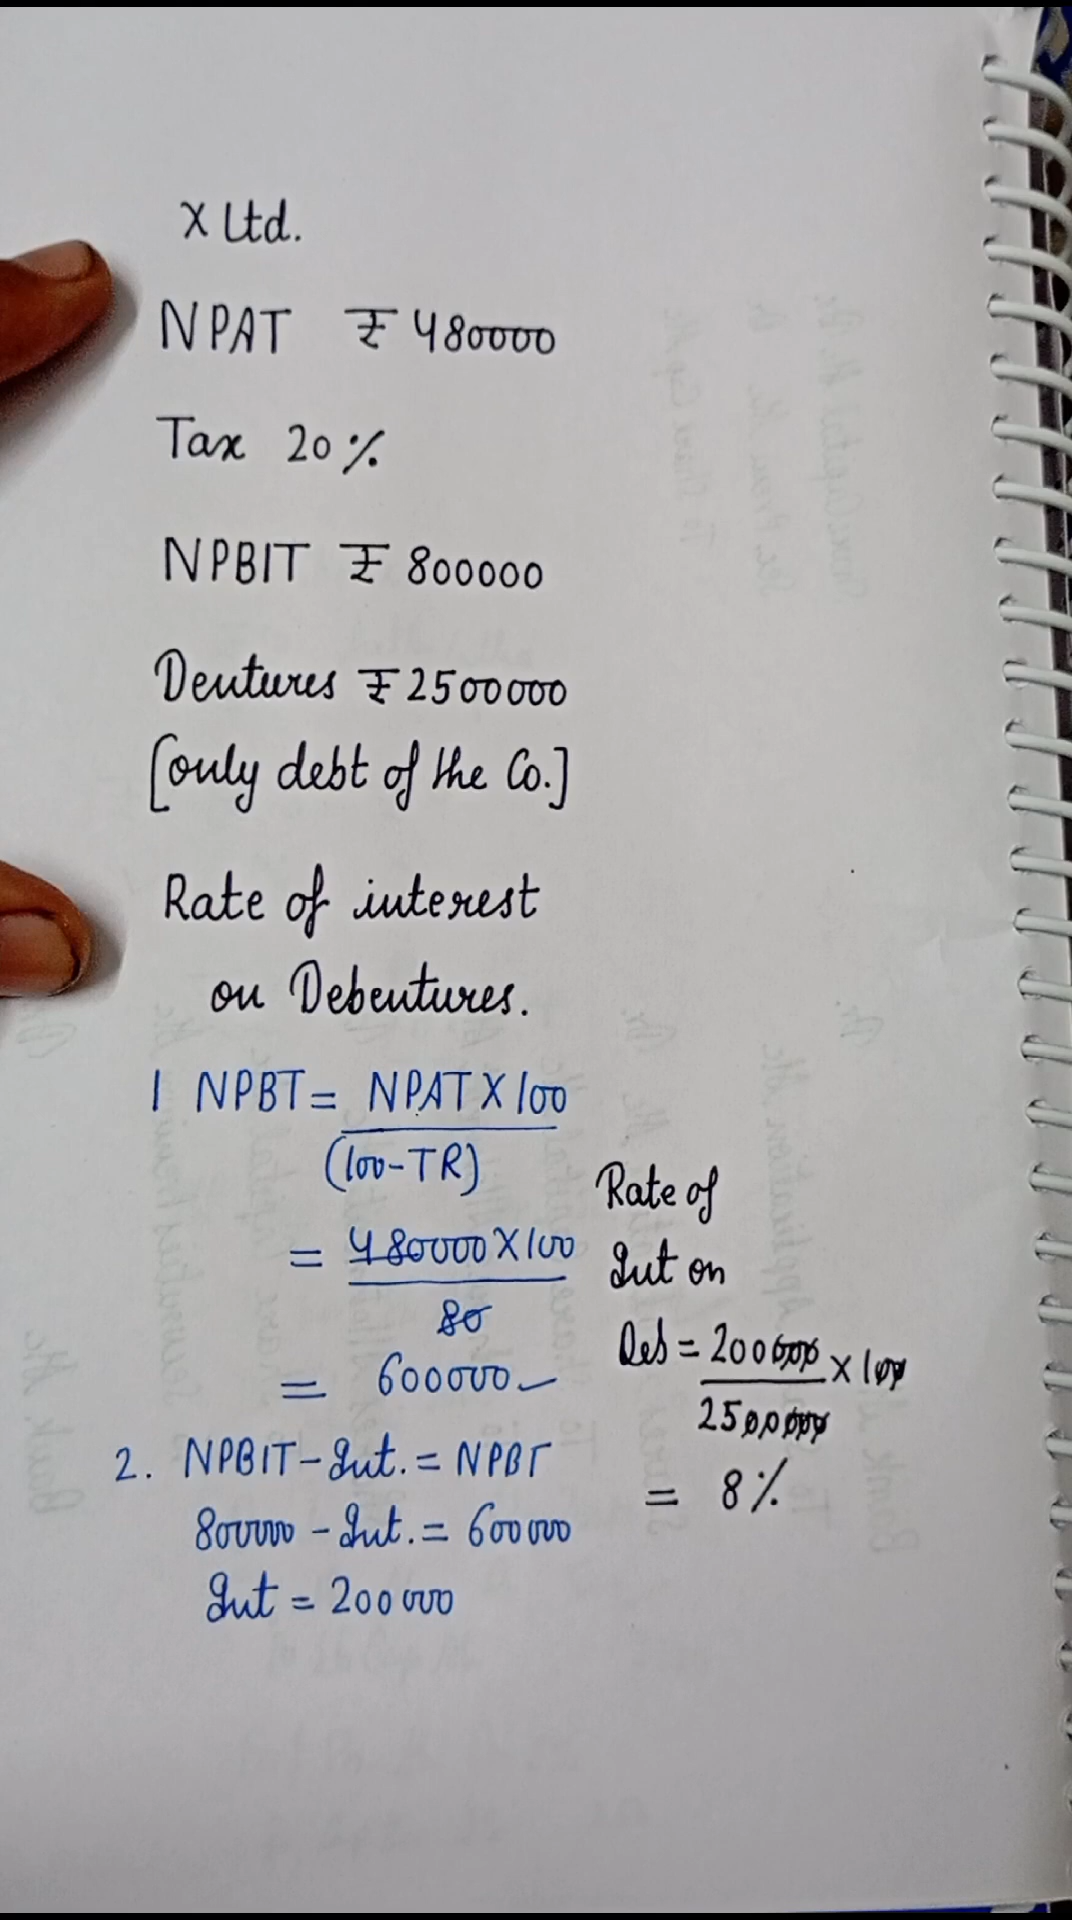 X Ltd.
NPAT ₹ 480000
Tax 20%
NPBIT ₹ 800000
Dentures ₹ 2500000
[only debt of the Co.]
Rate of interest
on Debentures.
1 NPBT = NPAT X 100
(100-TR)
= 480000 X 100
80
= 600000
2. NPBIT - Int. = NPBT
800000 - Int. = 600000
Int = 200000
Rate of
Int on
Deb = 200000 x 100
2500000
= 8%